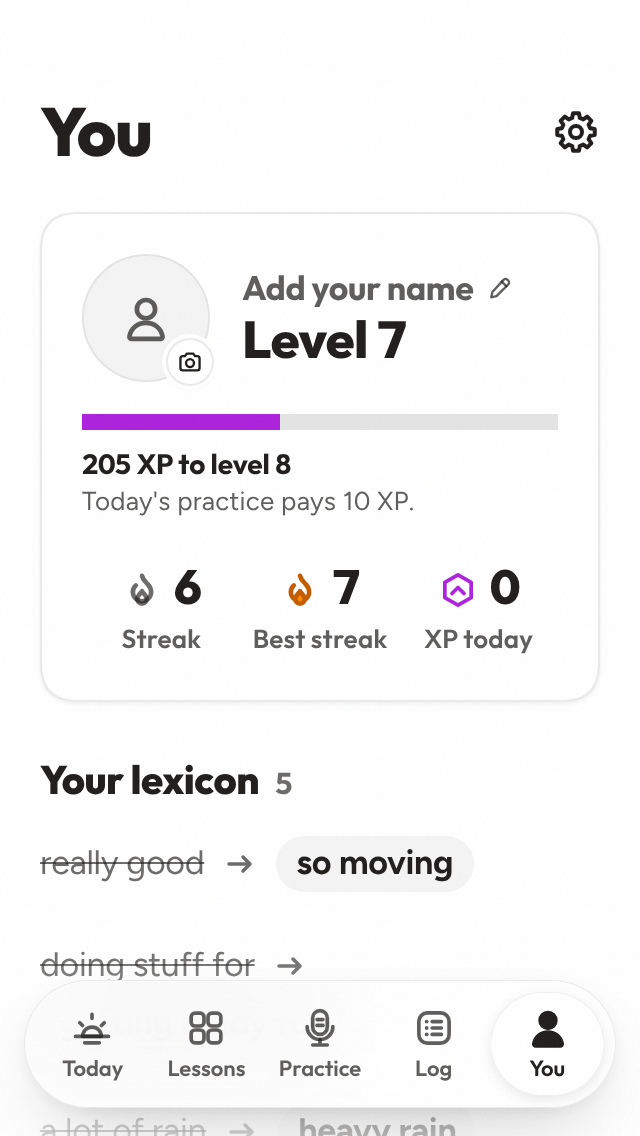 You
Add your name
Level 7
205 XP to level 8
Today's practice pays 10 XP.
6
7
0
Streak
Best streak
XP today
Your lexicon 5
really good → so moving
doing stuff for →
Today
Lessons
Practice
Log
You
a lot of rain → heavy rain